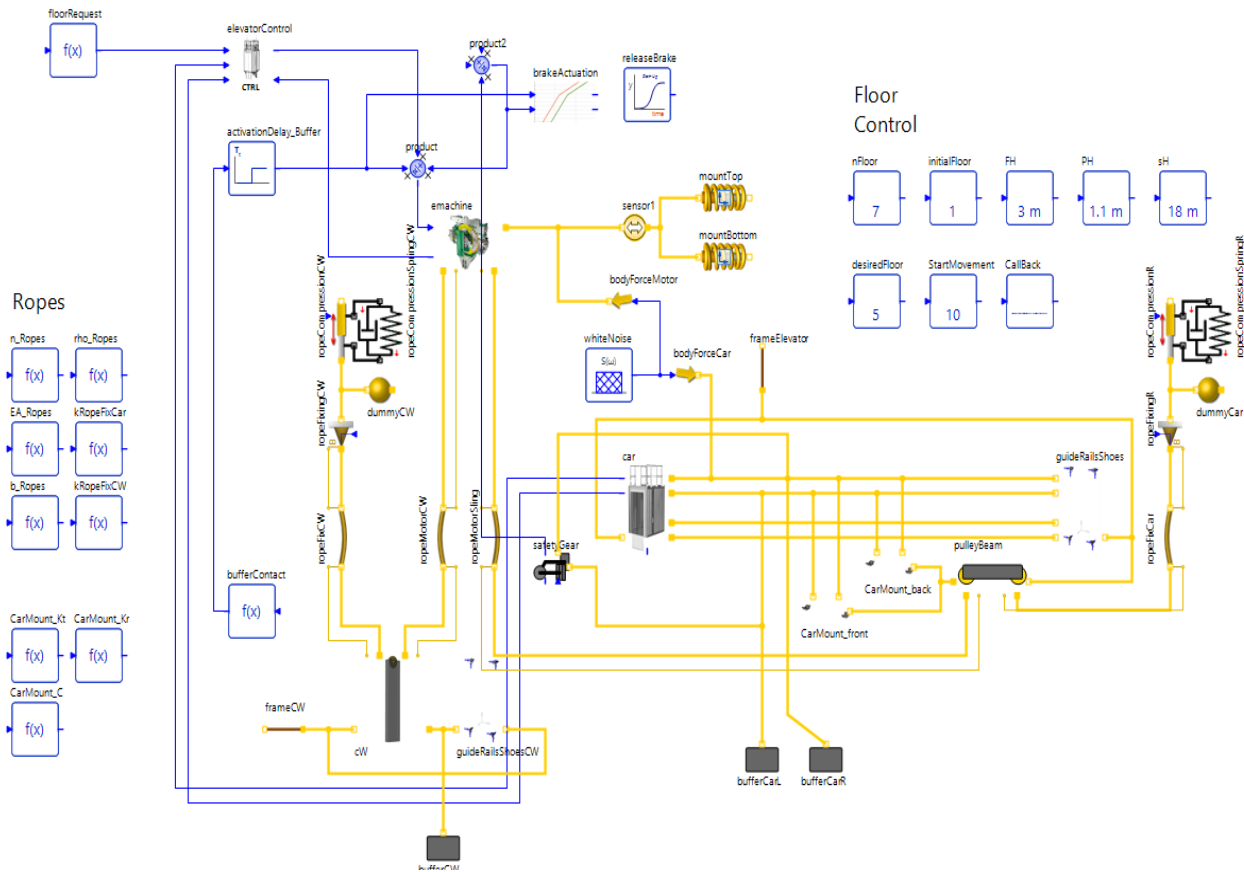 floorRequest
f(x)
elevatorControl
CTRL
product2
brakeActuation
releaseBrake
y
time
Floor
Control
activationDelay_Buffer
product
nFloor
7
initialFloor
1
FH
3 m
PH
1.1 m
sH
18 m
emachine
sensor1
mountTop
mountBottom
desiredFloor
5
StartMovement
10
CallBack
bodyForceMotor
Ropes
ropeCompressionCW
ropeCompressionSpringCW
ropeCompressionR
ropeCompressionSpringR
n_Ropes
f(x)
rho_Ropes
f(x)
whiteNoise
S(ω)
bodyForceCar
frameElevator
dummyCW
dummyCar
EA_Ropes
f(x)
kRopeFixCar
f(x)
ropeFixingCW
ropeFixingR
car
guideRailsShoes
b_Ropes
f(x)
kRopeFixCW
f(x)
ropeFixCW
ropeMotorCW
ropeMotorSling
ropeFixCar
safetyGear
pulleyBeam
bufferContact
f(x)
CarMount_back
CarMount_front
CarMount_Kt
f(x)
CarMount_Kr
f(x)
CarMount_C
f(x)
frameCW
cW
guideRailsShoesCW
bufferCarL
bufferCarR
bufferCW